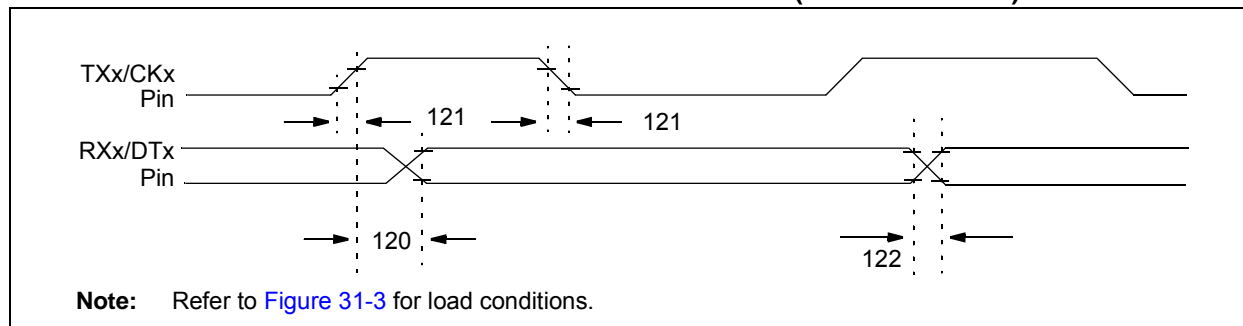 TXx/CKx
Pin
121
121
RXx/DTx
Pin
120
122
Note: Refer to Figure 31-3 for load conditions.